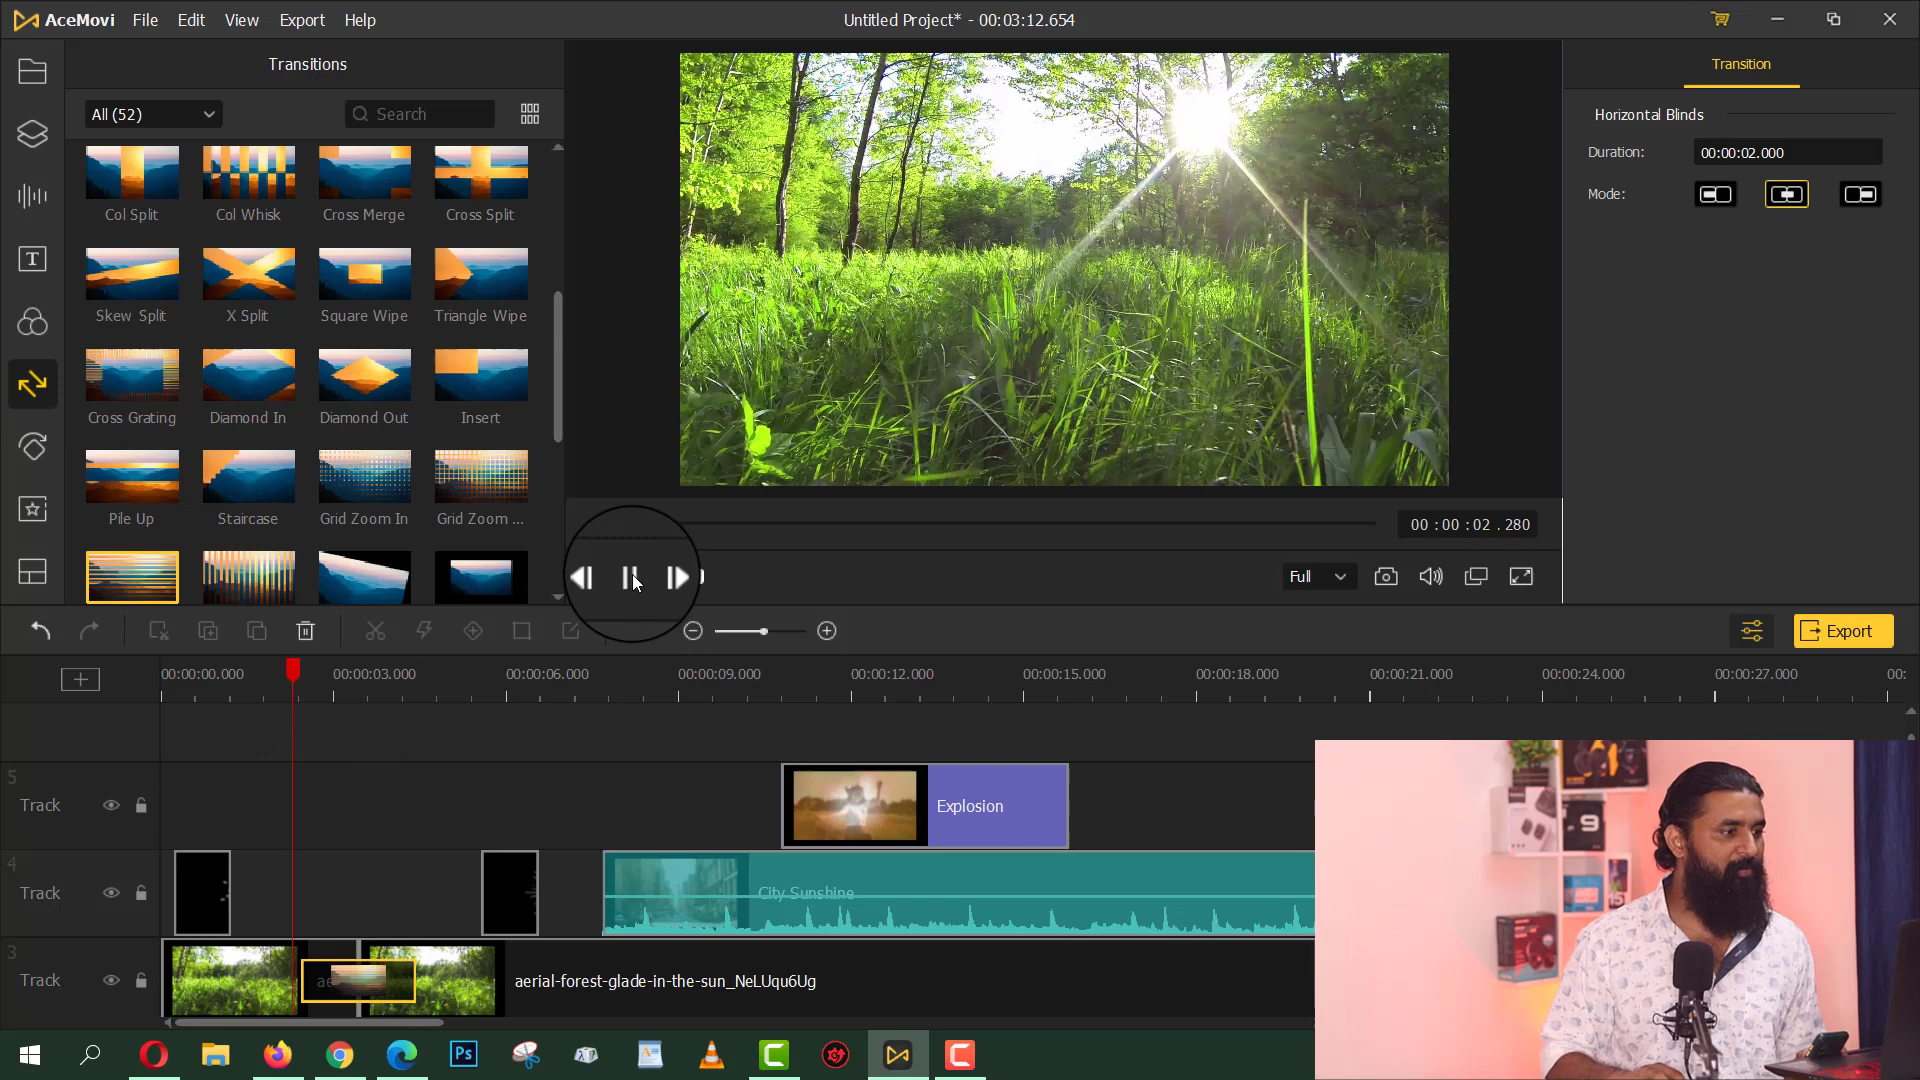 AceMovi File Edit View Export Help Untitled Project* - 00:03:12.654
Transitions
Transition
All (52) Search
Horizontal Blinds
Duration: 00:00:02.000
Mode:
Col Split Col Whisk Cross Merge Cross Split
Skew Split X Split Square Wipe Triangle Wipe
Cross Grating Diamond In Diamond Out Insert
Pile Up Staircase Grid Zoom In Grid Zoom ...
00 : 00 : 02 . 280
Full
Export
00:00:00.000 00:00:03.000 00:00:06.000 00:00:09.000 00:00:12.000 00:00:15.000 00:00:18.000 00:00:21.000 00:00:24.000 00:00:27.000 00:
5
Track Explosion
4
Track City Sunshine
3
Track ae aerial-forest-glade-in-the-sun_NeLUqu6Ug
Ps
9